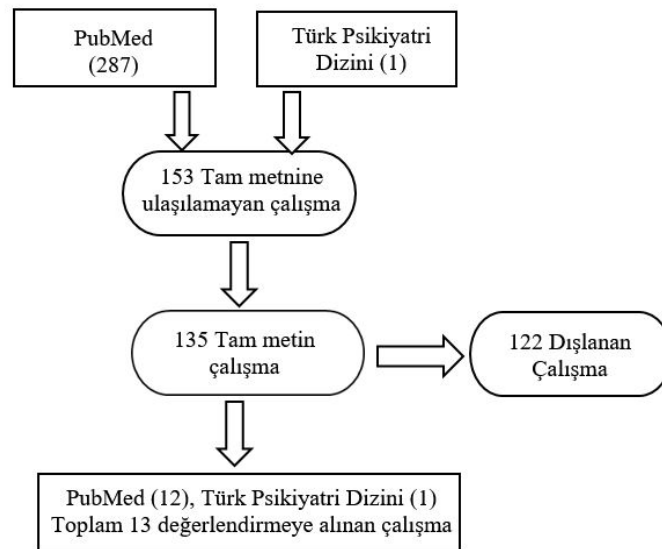 PubMed
(287)
Türk Psikiyatri
Dizini (1)
153 Tam metnine
ulaşılamayan çalışma
135 Tam metin
çalışma
122 Dışlanan
Çalışma
PubMed (12), Türk Psikiyatri Dizini (1)
Toplam 13 değerlendirmeye alınan çalışma